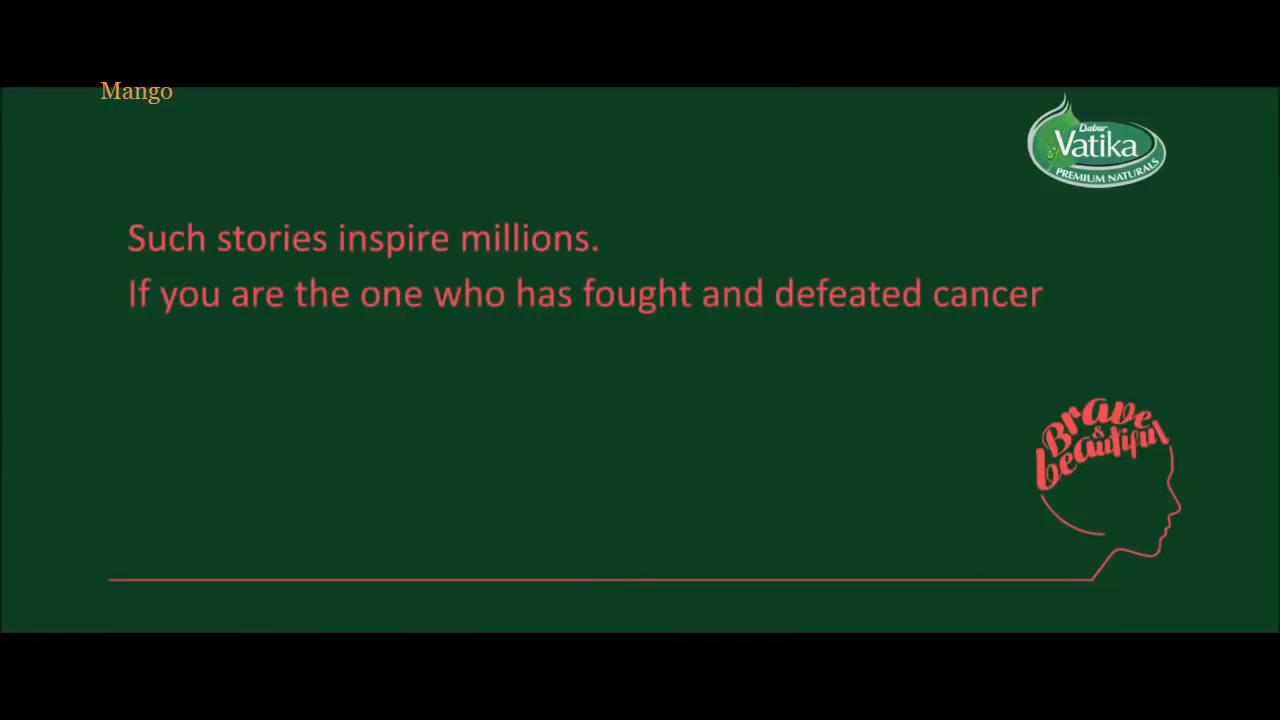 Mango
Dabur
Vatika
PREMIUM NATURALS
Such stories inspire millions.
If you are the one who has fought and defeated cancer
Brave
&
beautiful